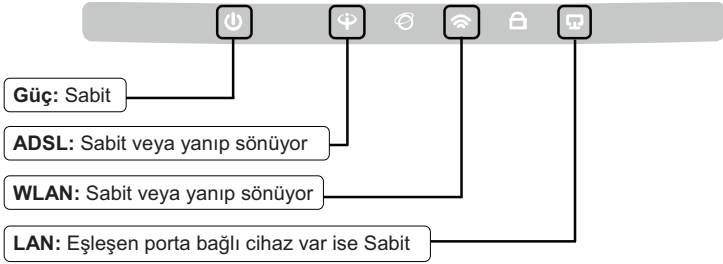 Güç: Sabit
ADSL: Sabit veya yanıp sönüyor
WLAN: Sabit veya yanıp sönüyor
LAN: Eşleşen porta bağlı cihaz var ise Sabit